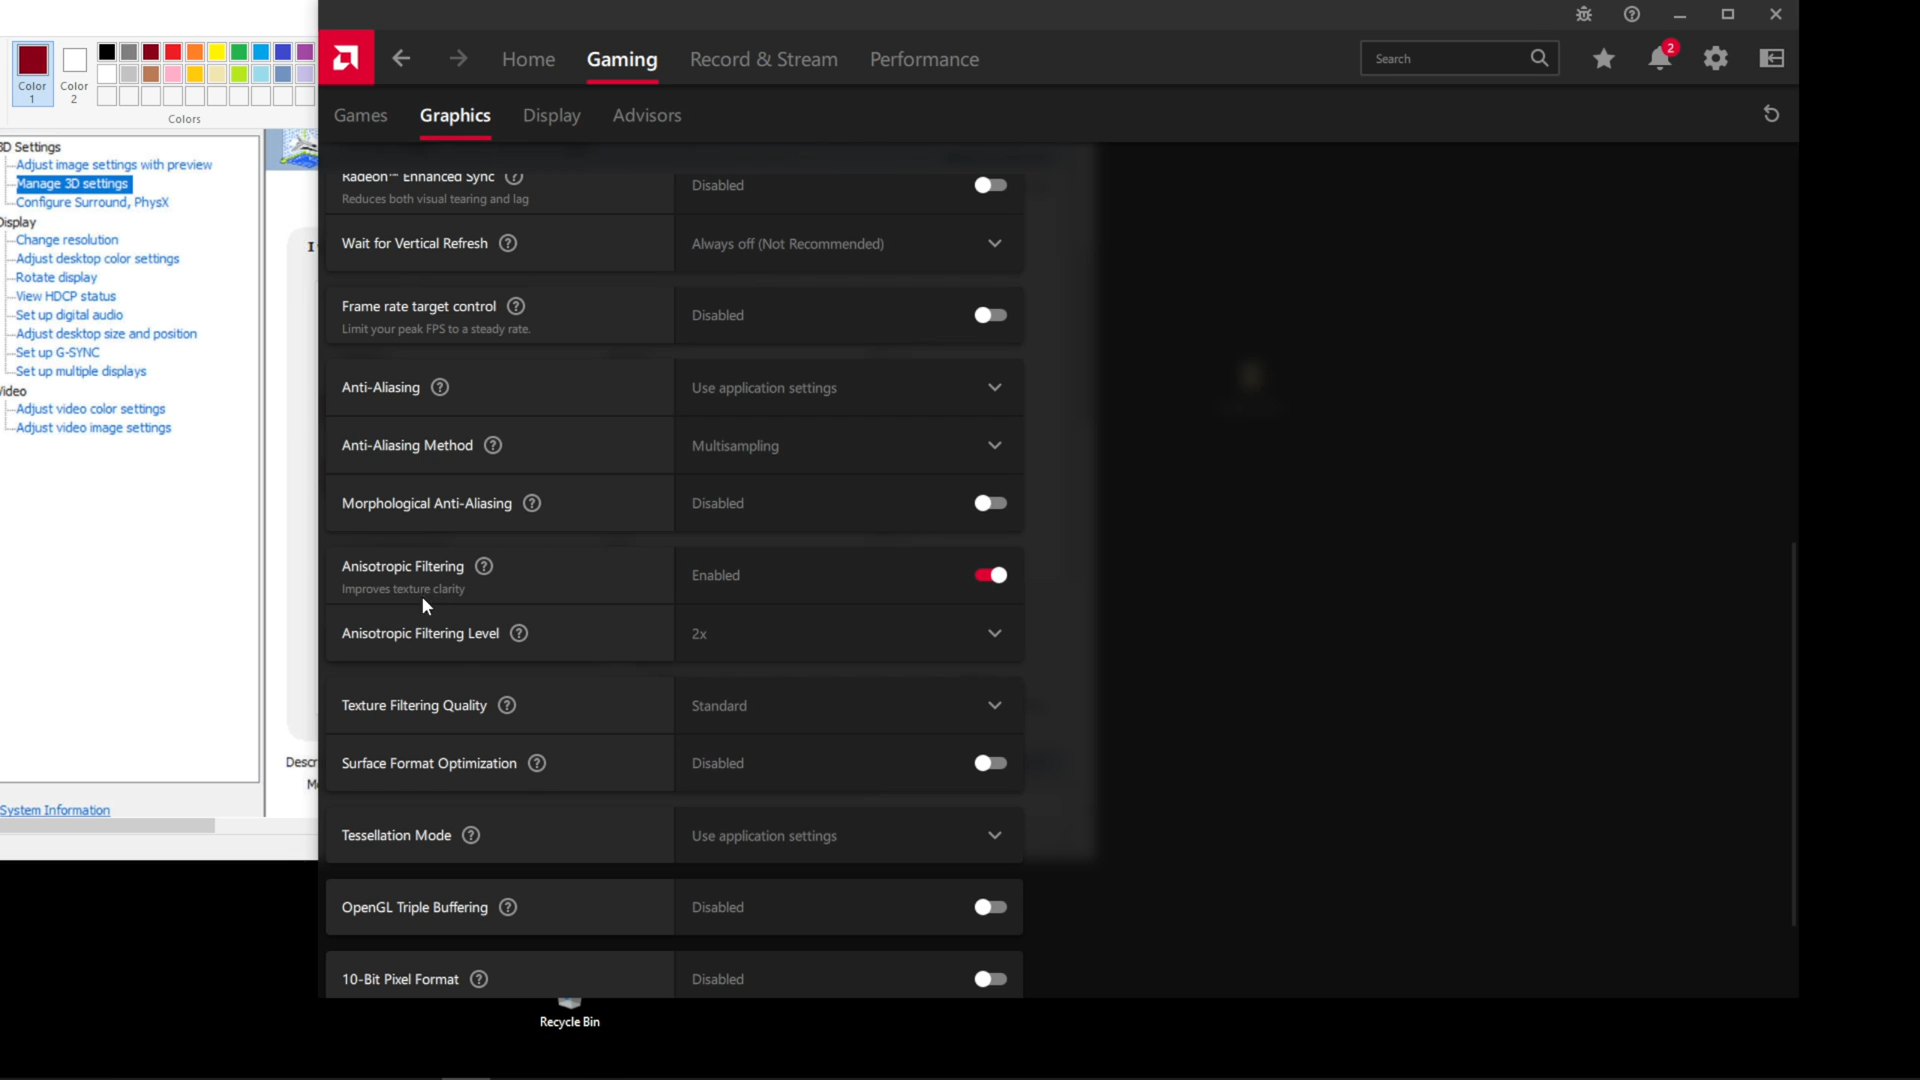 2
Home
Gaming
Record & Stream
Performance
Search
Games
Graphics
Display
Advisors
Color
1
Color
2
Colors
3D Settings
Adjust image settings with preview
Manage 3D settings
Configure Surround, PhysX
Display
Change resolution
Adjust desktop color settings
Rotate display
View HDCP status
Set up digital audio
Adjust desktop size and position
Set up G-SYNC
Set up multiple displays
Video
Adjust video color settings
Adjust video image settings
System Information
I
Descr
Radeon™ Enhanced Sync
Reduces both visual tearing and lag
Disabled
Wait for Vertical Refresh
Always off (Not Recommended)
Frame rate target control
Limit your peak FPS to a steady rate.
Disabled
Anti-Aliasing
Use application settings
Anti-Aliasing Method
Multisampling
Morphological Anti-Aliasing
Disabled
Anisotropic Filtering
Improves texture clarity
Enabled
Anisotropic Filtering Level
2x
Texture Filtering Quality
Standard
Surface Format Optimization
Disabled
Tessellation Mode
Use application settings
OpenGL Triple Buffering
Disabled
10-Bit Pixel Format
Disabled
Recycle Bin